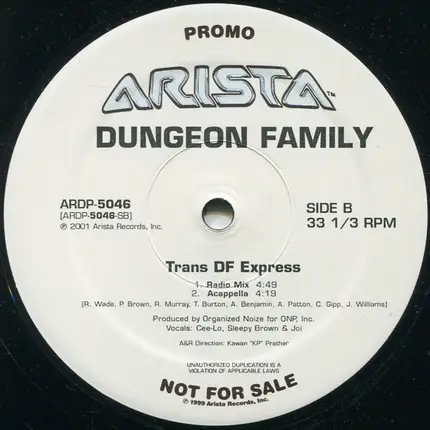 PROMO
ARISTA™
DUNGEON FAMILY
ARDP-5046
[ARDP-5046-SB]
℗ 2001 Arista Records, Inc.
SIDE B
33 1/3 RPM
Trans DF Express
1. Radio Mix 4:49
2. Acappella 4:19
(R. Wade, P. Brown, R. Murray, T. Burton, A. Benjamin, A. Patton, C. Gipp, J. Williams)
Produced by Organized Noize for ONP, Inc.
Vocals: Cee-Lo, Sleepy Brown & Joi
A&R Direction: Kawan "KP" Prather
UNAUTHORIZED DUPLICATION IS A
VIOLATION OF APPLICABLE LAWS
NOT FOR SALE
℗ 1999 Arista Records, Inc.